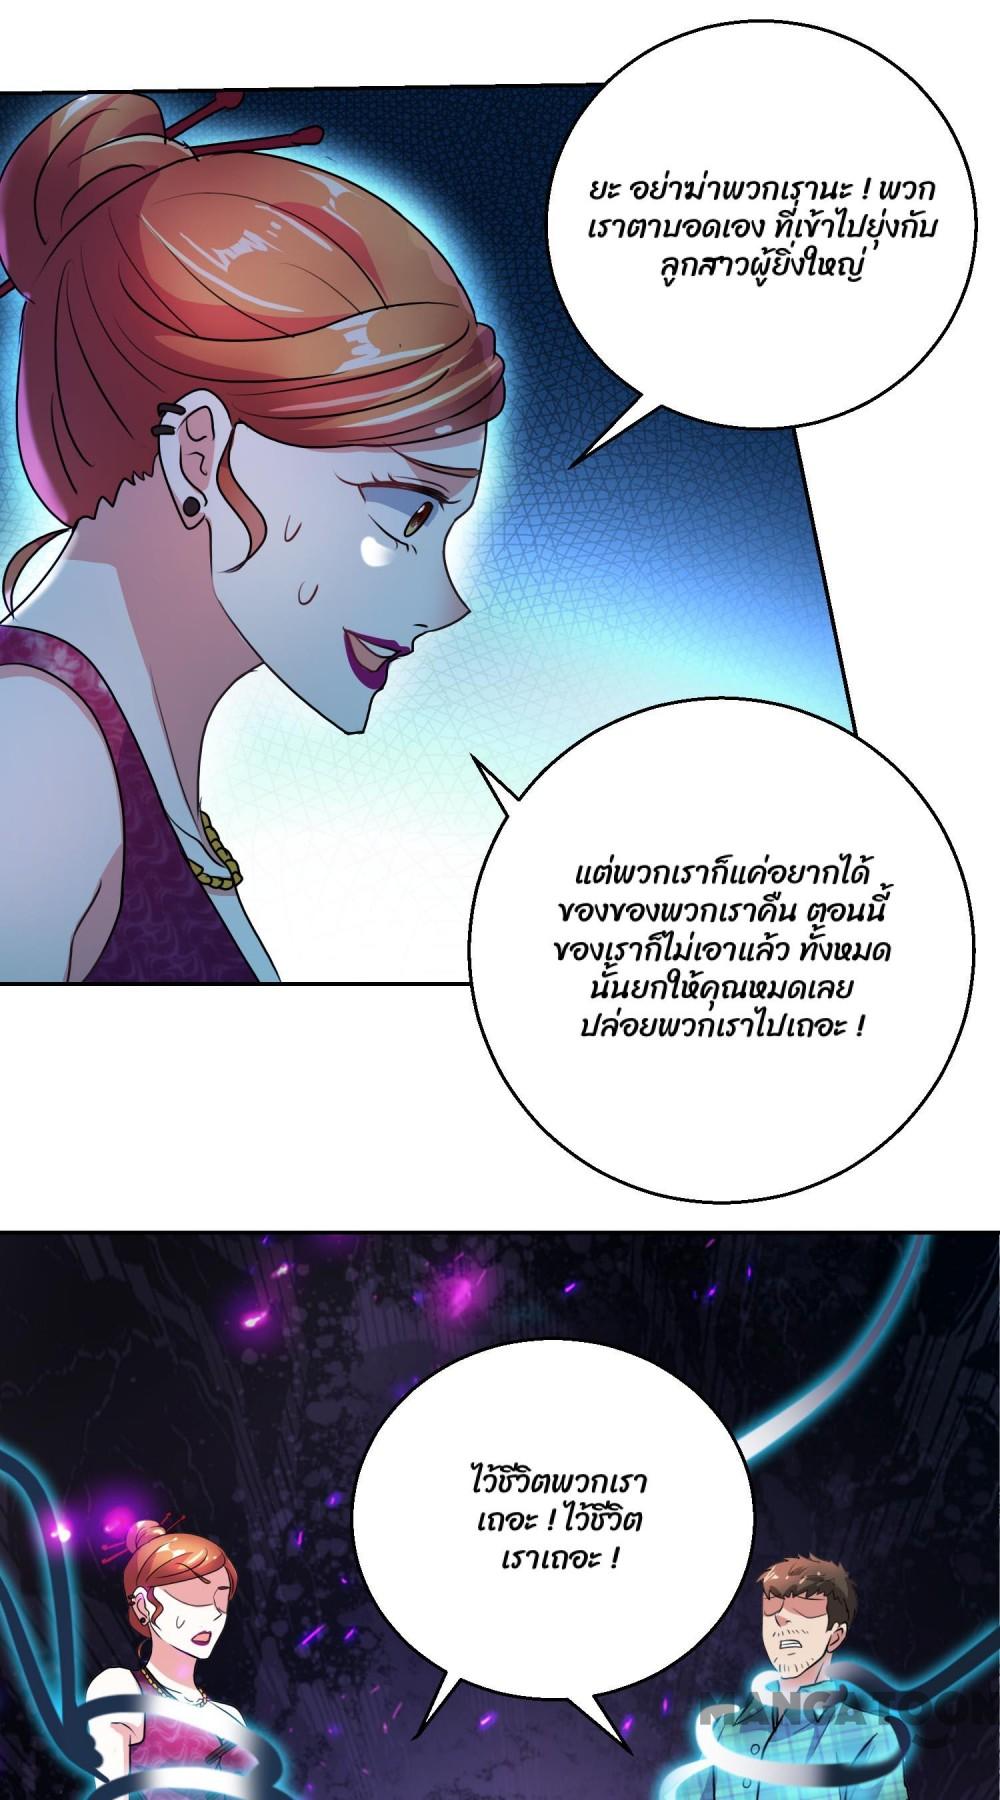 ยะ อย่าฆ่าพวกเรานะ ! พวก
เราตาบอดเอง ที่เข้าไปยุ่งกับ
ลูกสาวผู้ยิ่งใหญ่
แต่พวกเราก็แค่อยากได้
ของของพวกเราคืน ตอนนี้
ของเราก็ไม่เอาแล้ว ทั้งหมด
นั้นยกให้คุณหมดเลย
ปล่อยพวกเราไปเถอะ !
ไว้ชีวิตพวกเรา
เถอะ ! ไว้ชีวิต
เราเถอะ !
MANGATOON